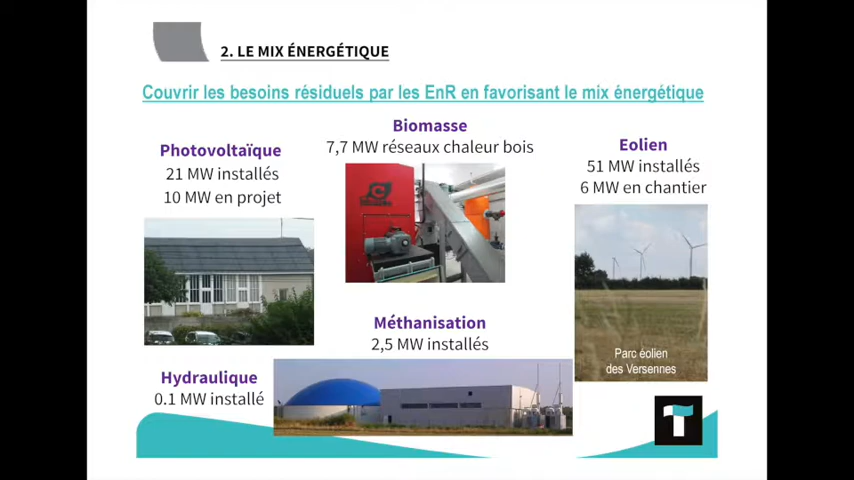 2. LE MIX ÉNERGÉTIQUE
Couvrir les besoins résiduels par les EnR en favorisant le mix énergétique
Photovoltaïque
21 MW installés
10 MW en projet
Biomasse
7,7 MW réseaux chaleur bois
Eolien
51 MW installés
6 MW en chantier
Parc éolien
des Versennes
Méthanisation
2,5 MW installés
Hydraulique
0.1 MW installé
T